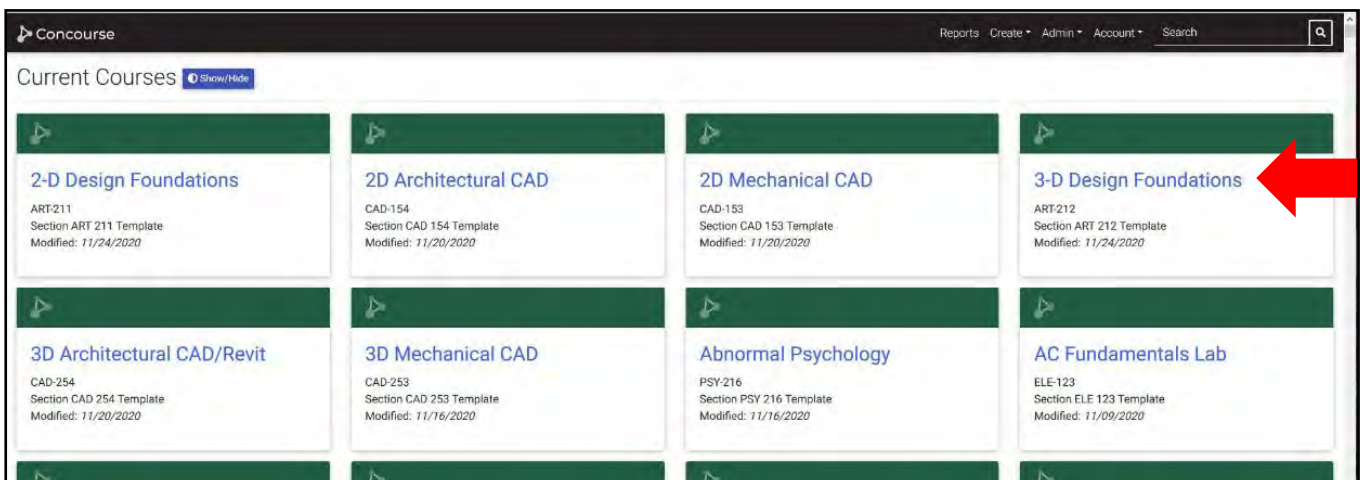 Concourse
Reports Create Admin Account Search
Current Courses Show/Hide
2-D Design Foundations
ART-211
Section ART 211 Template
Modified: 11/24/2020
2D Architectural CAD
CAD-154
Section CAD 154 Template
Modified: 11/20/2020
2D Mechanical CAD
CAD-153
Section CAD 153 Template
Modified: 11/20/2020
3-D Design Foundations
ART-212
Section ART 212 Template
Modified: 11/24/2020
3D Architectural CAD/Revit
CAD-254
Section CAD 254 Template
Modified: 11/20/2020
3D Mechanical CAD
CAD-253
Section CAD 253 Template
Modified: 11/16/2020
Abnormal Psychology
PSY-216
Section PSY 216 Template
Modified: 11/16/2020
AC Fundamentals Lab
ELE-123
Section ELE 123 Template
Modified: 11/09/2020